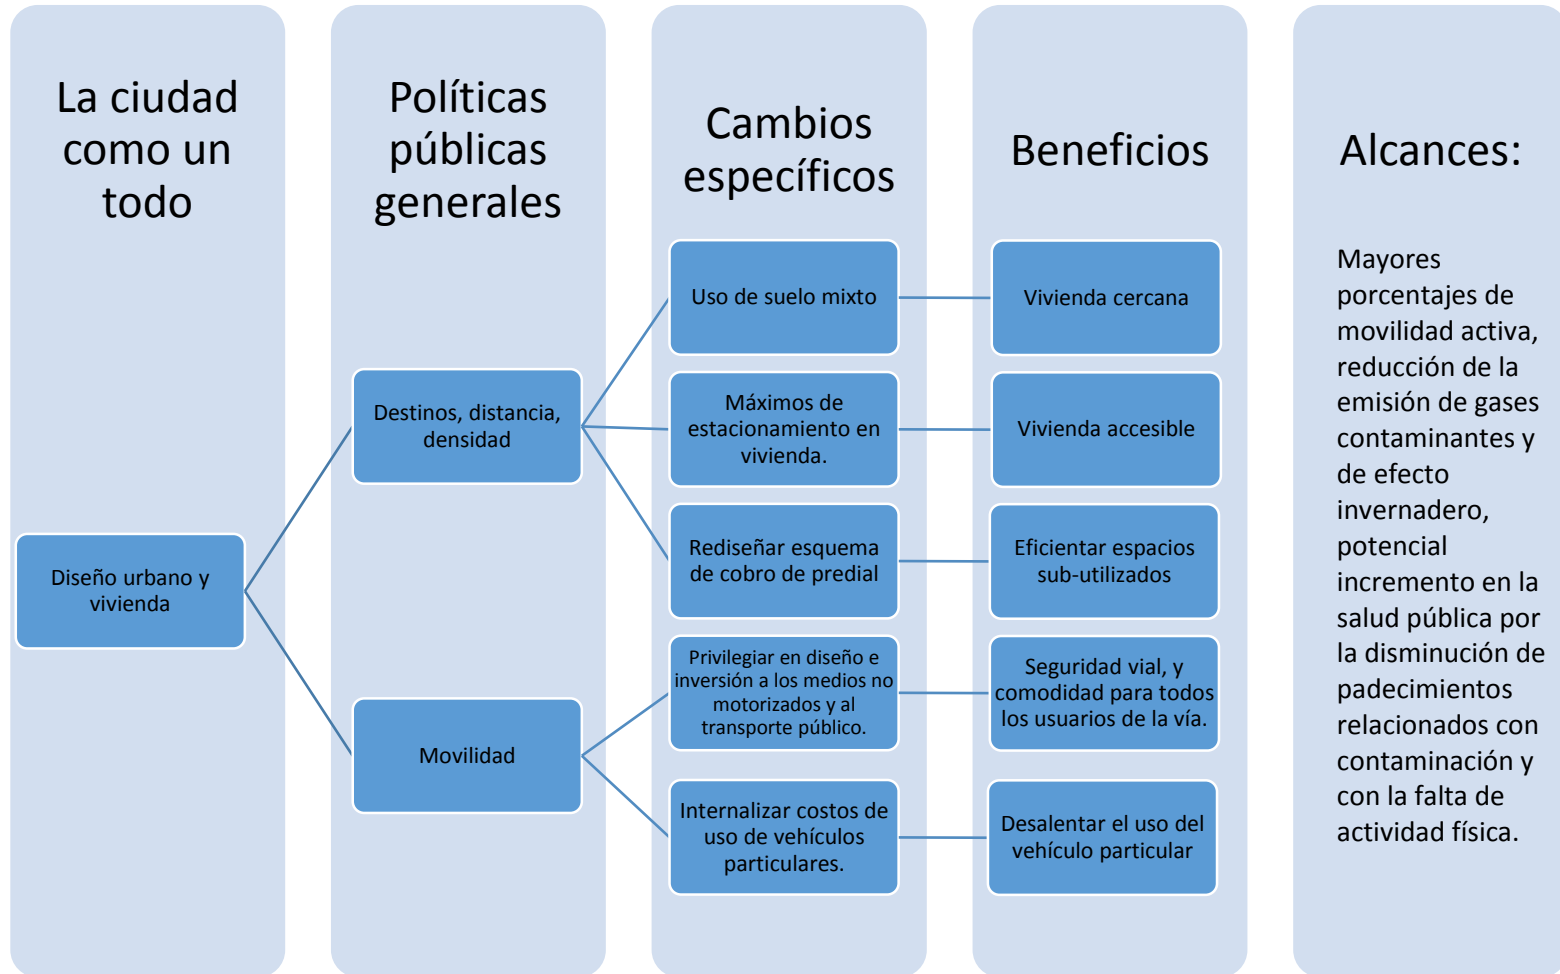 La ciudad
como un
todo
Políticas
públicas
generales
Cambios
específicos
Beneficios
Alcances:
Diseño urbano y
vivienda
Destinos, distancia,
densidad
Movilidad
Uso de suelo mixto
Máximos de
estacionamiento en
vivienda.
Rediseñar esquema
de cobro de predial
Privilegiar en diseño e
inversión a los medios no
motorizados y al
transporte público.
Internalizar costos de
uso de vehículos
particulares.
Vivienda cercana
Vivienda accesible
Eficientar espacios
sub-utilizados
Seguridad vial, y
comodidad para todos
los usuarios de la vía.
Desalentar el uso del
vehículo particular
Mayores
porcentajes de
movilidad activa,
reducción de la
emisión de gases
contaminantes y
de efecto
invernadero,
potencial
incremento en la
salud pública por
la disminución de
padecimientos
relacionados con
contaminación y
con la falta de
actividad física.